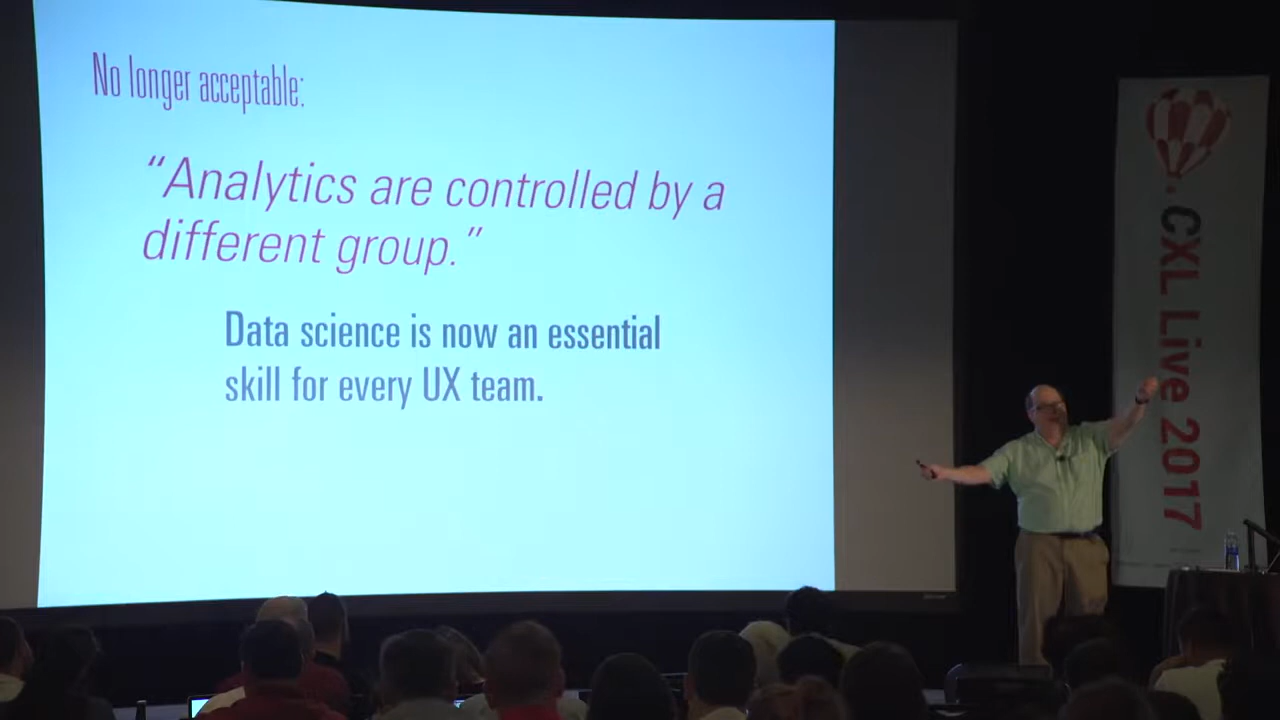 No longer acceptable:
“Analytics are controlled by a
different group.”
Data science is now an essential
skill for every UX team.
CXL Live 2017